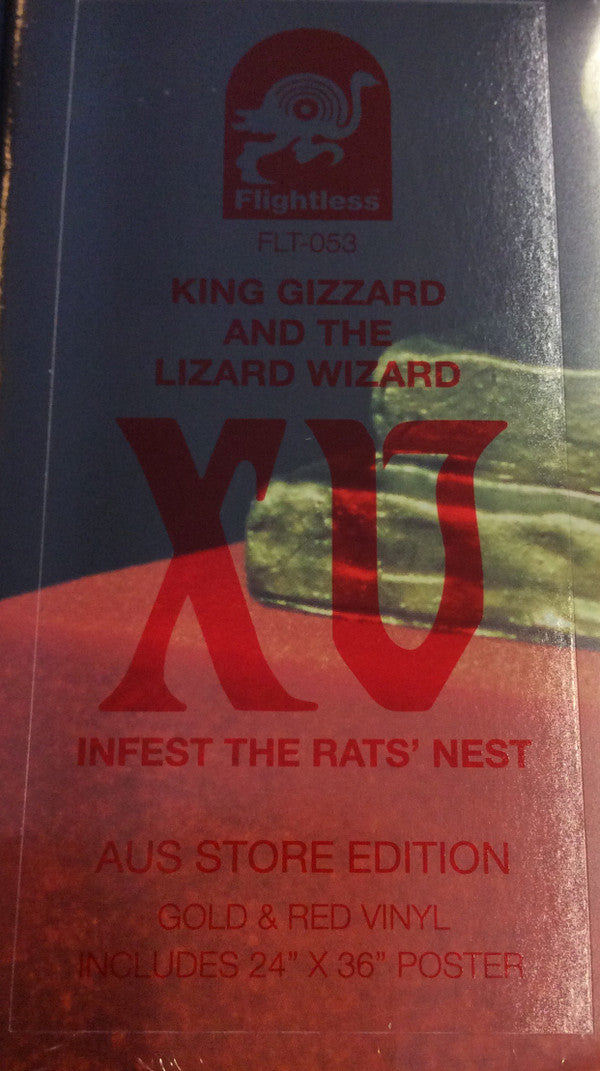 Flightless
FLT-053
KING GIZZARD
AND THE
LIZARD WIZARD
XV
INFEST THE RATS' NEST
AUS STORE EDITION
GOLD & RED VINYL
INCLUDES 24" X 36" POSTER